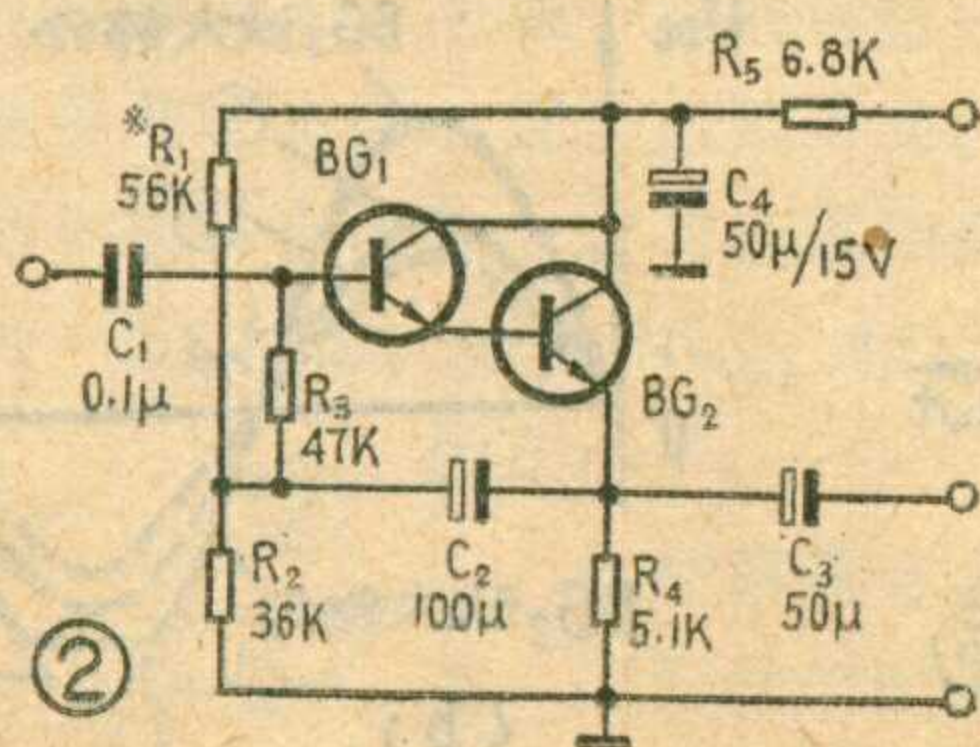 R₅ 6.8K
*R₁
56K
BG₁
C₄
50μ/15V
C₁
0.1μ
R₃
47K
BG₂
R₂
36K
C₂
100μ
R₄
5.1K
C₃
50μ
②